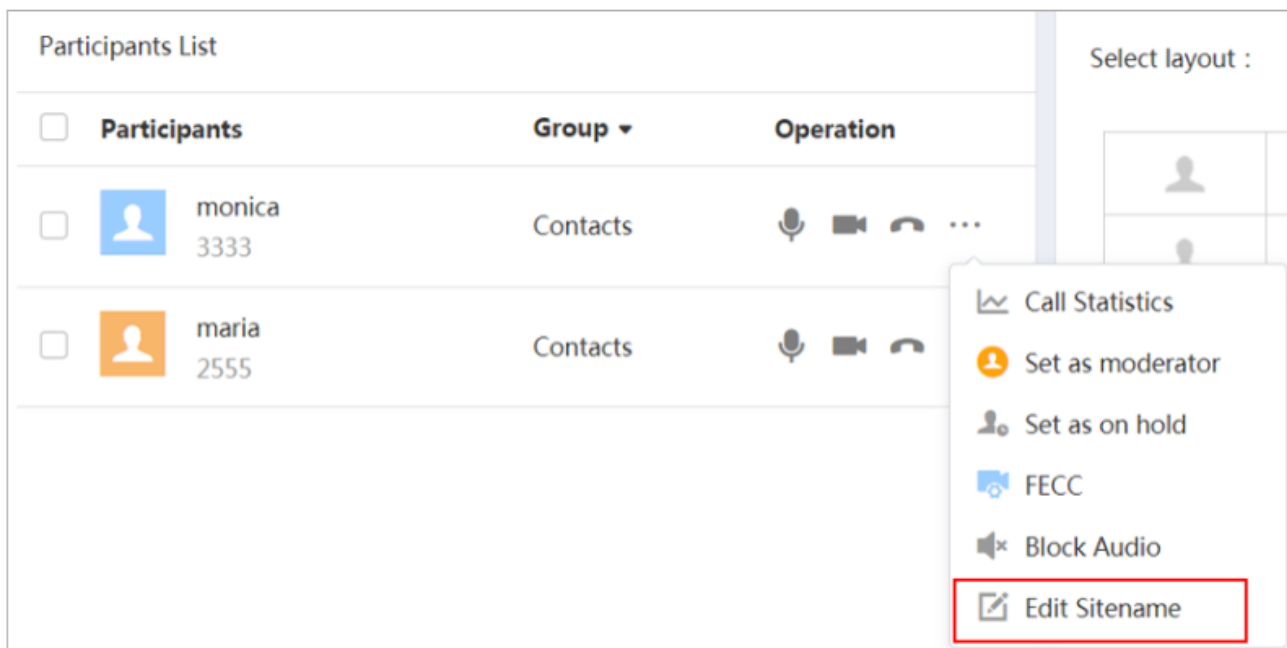 Participants List
Select layout :
Participants Group Operation
monica
3333
Contacts
maria
2555
Contacts
Call Statistics
Set as moderator
Set as on hold
FECC
Block Audio
Edit Sitename